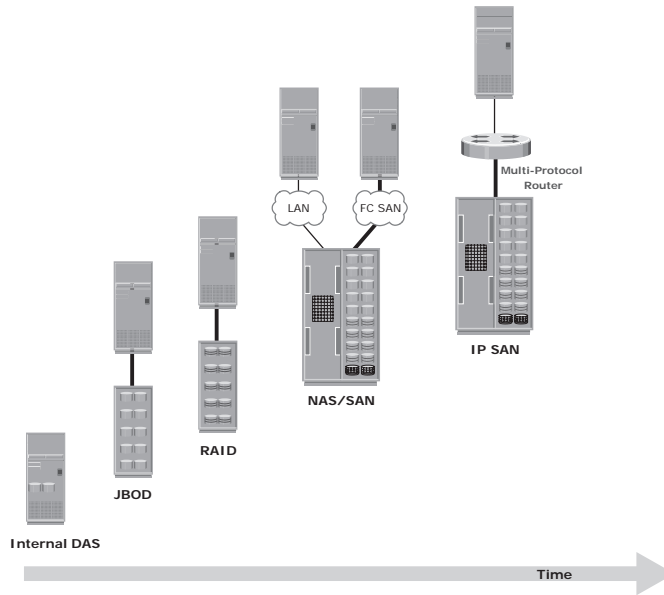 Multi-Protocol
Router
LAN
FC SAN
IP SAN
NAS/SAN
RAID
JBOD
Internal DAS
Time